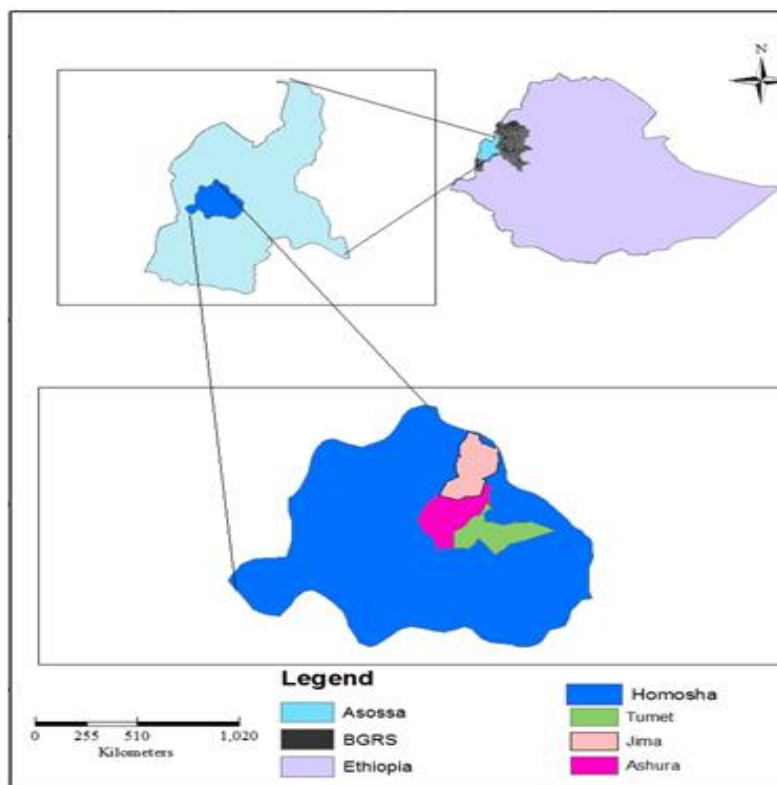 N
Legend
Asossa
BGRS
Ethiopia
Homosha
Tumet
Jima
Ashura
0 255 510 1,020
Kilometers